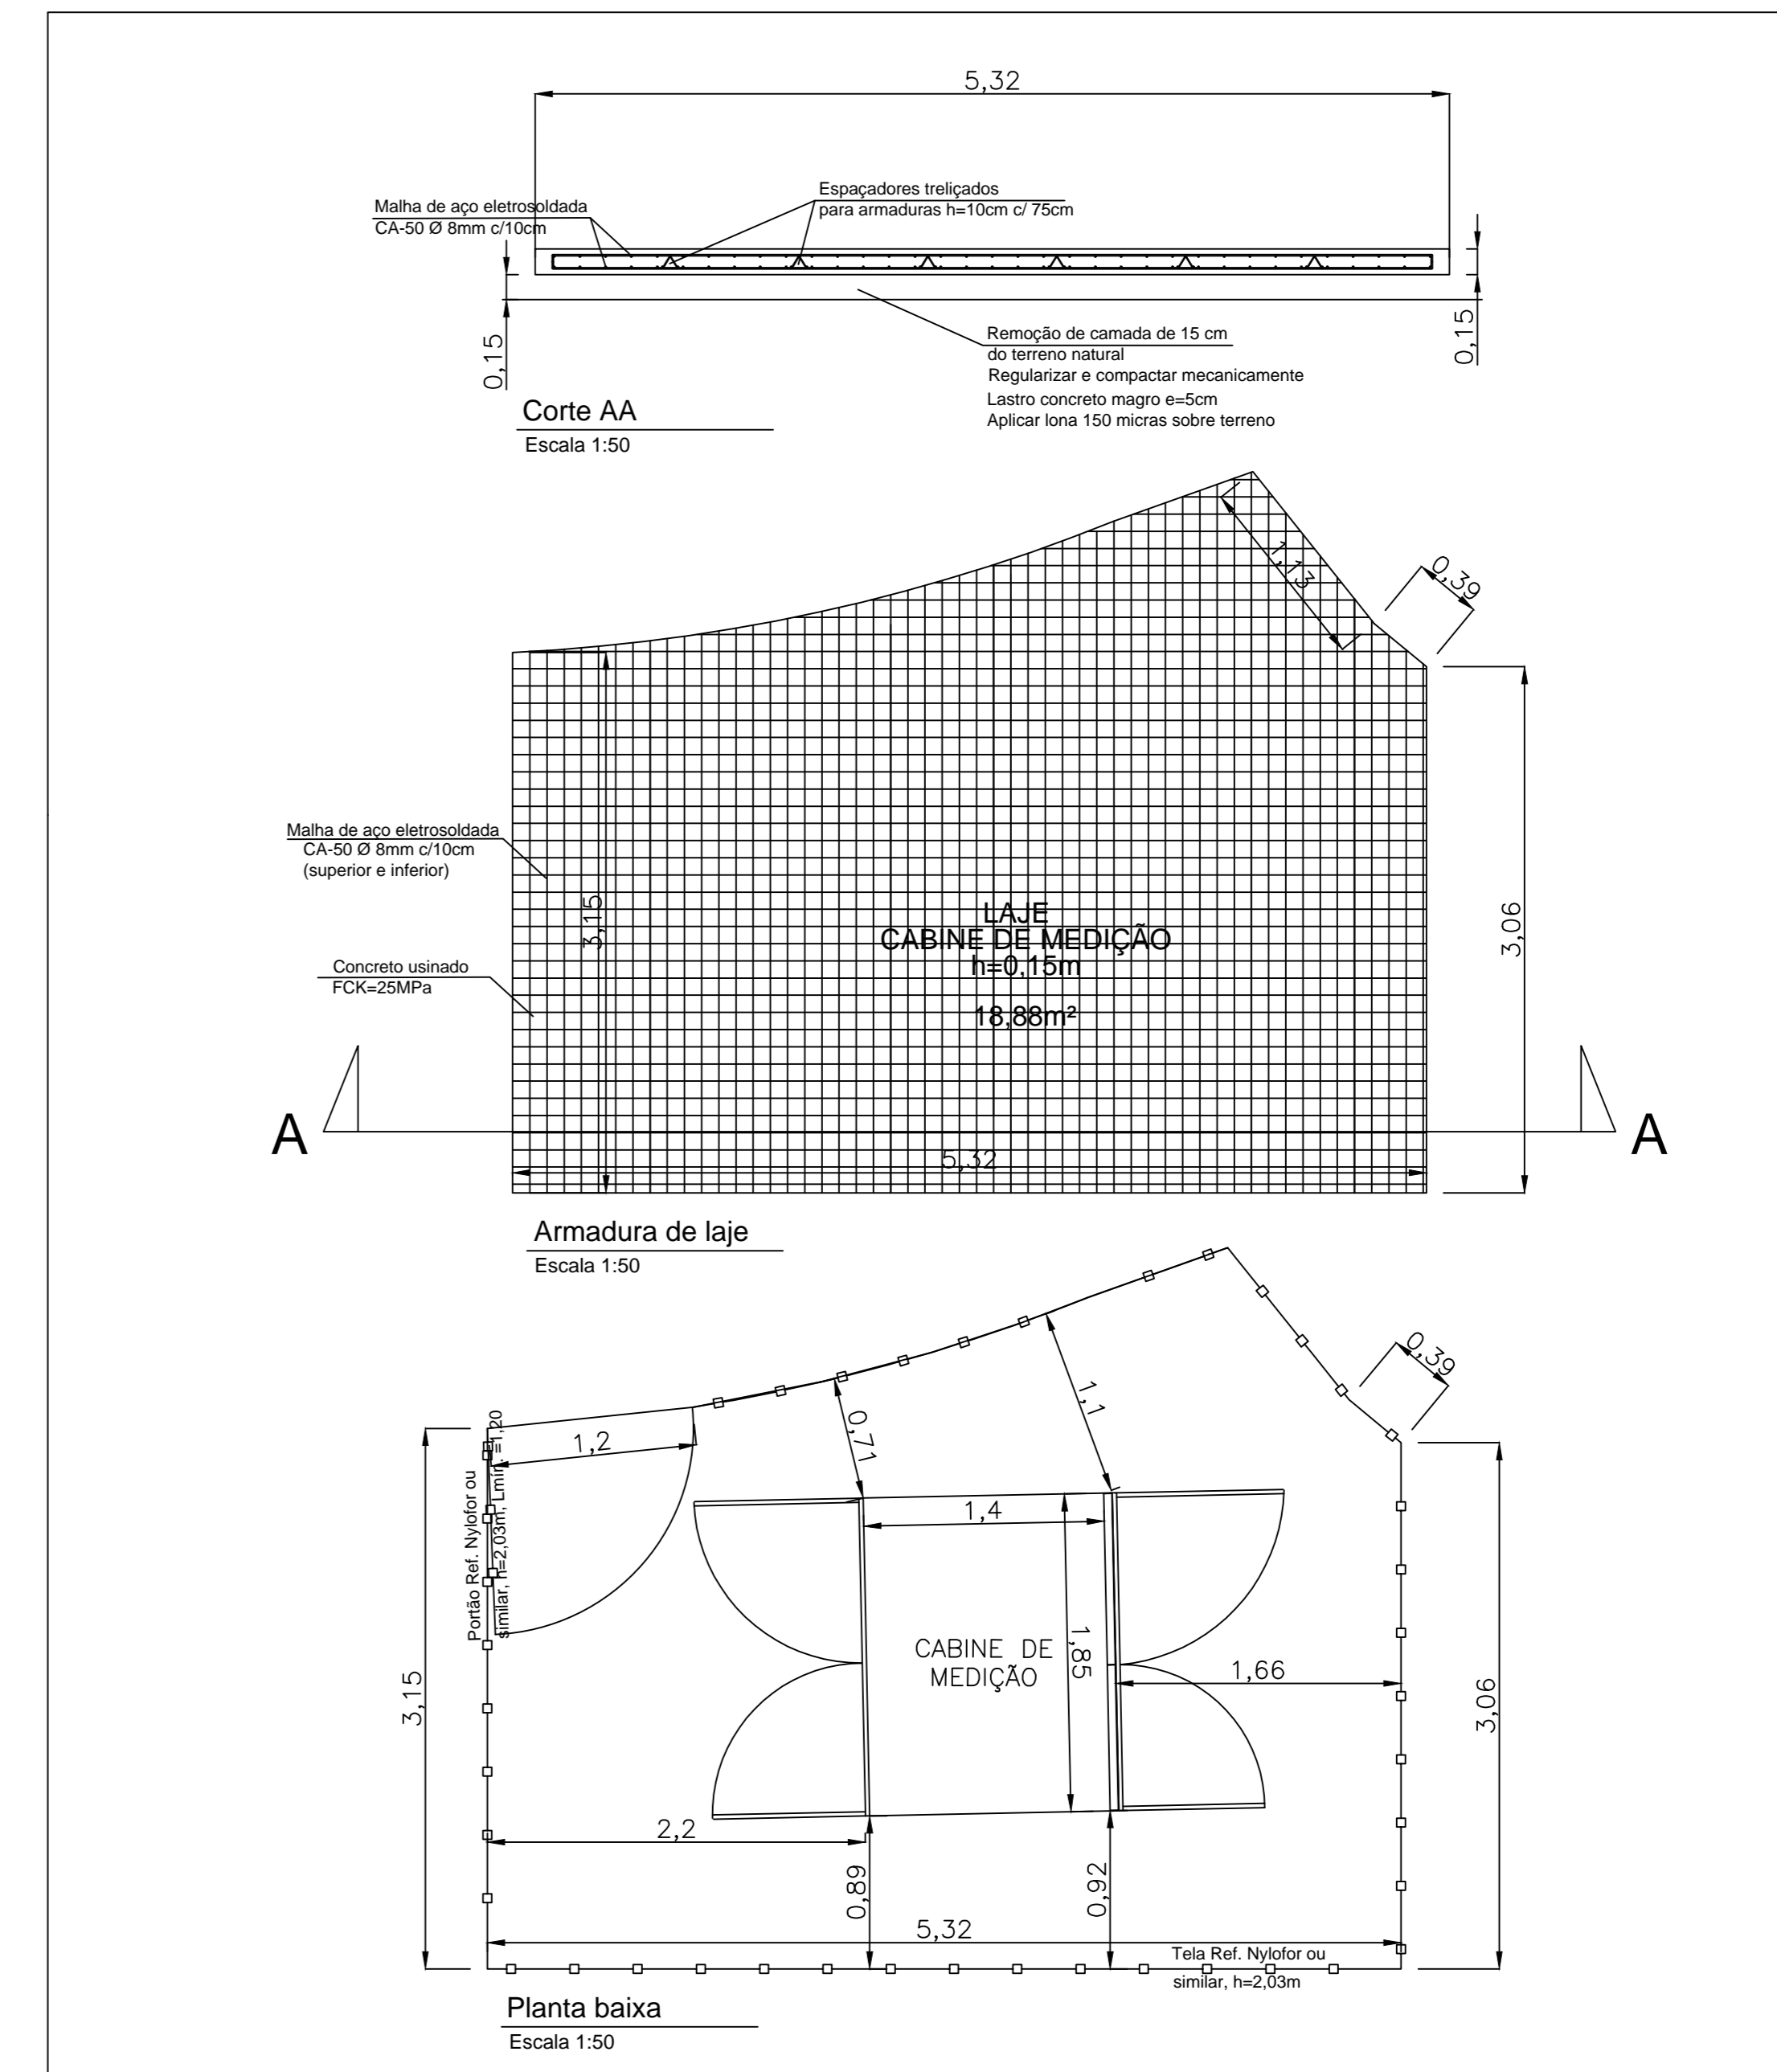 5,32
Malha de aço eletrosoldada
CA-50 Ø 8mm c/10cm
Espaçadores treliçados
para armaduras h=10cm c/ 75cm
0,15
0,15
Remoção de camada de 15 cm
do terreno natural
Regularizar e compactar mecanicamente
Lastro concreto magro e=5cm
Aplicar lona 150 micras sobre terreno
Corte AA
Escala 1:50
1,13
0,39
Malha de aço eletrosoldada
CA-50 Ø 8mm c/10cm
(superior e inferior)
3,15
LAJE
CABINE DE MEDIÇÃO
h=0,15m
18,88m²
3,06
Concreto usinado
FCK=25MPa
A
A
5,32
Armadura de laje
Escala 1:50
0,39
1,2
0,71
1,1
Portão Ref. Nylofor ou
similar, h=2,03m, Lmín. =1,20
1,4
CABINE DE
MEDIÇÃO
1,85
1,66
3,15
3,06
2,2
0,89
0,92
5,32
Tela Ref. Nylofor ou
similar, h=2,03m
Planta baixa
Escala 1:50